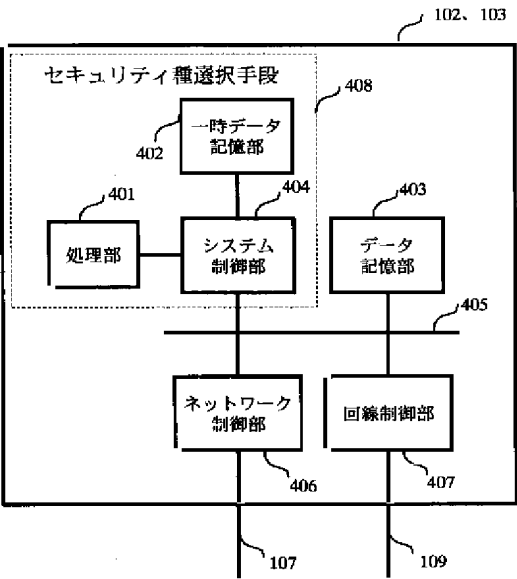 102、103
セキュリティ種選択手段
408
402
一時データ
記憶部
404
401
403
処理部
システム
制御部
データ
記憶部
405
ネットワーク
制御部
回線制御部
406
407
107
109